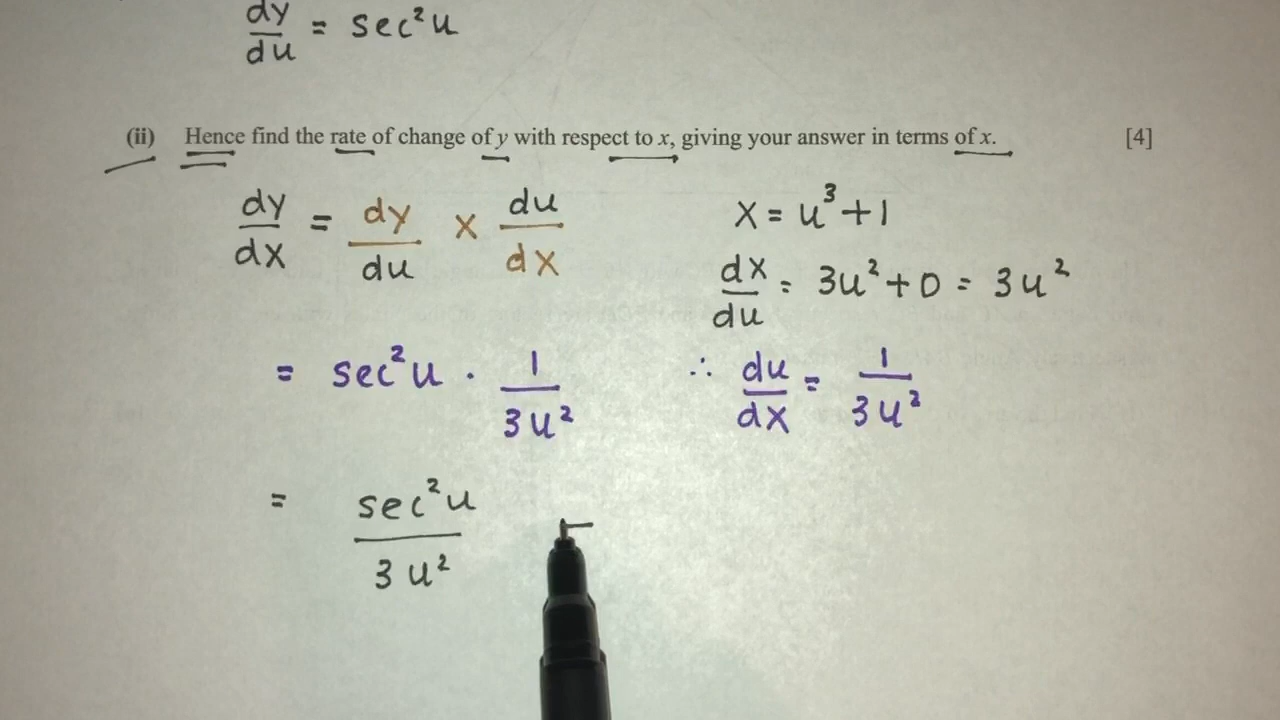 dy/du = sec²u
(ii) Hence find the rate of change of y with respect to x, giving your answer in terms of x. [4]
dy/dx = dy/du × du/dx
= sec²u · 1/3u²
= sec²u/3u²
x = u³+1
dx/du = 3u²+0 = 3u²
∴ du/dx = 1/3u²